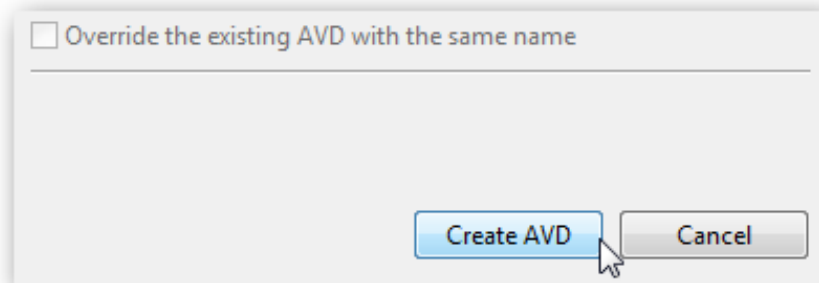 Override the existing AVD with the same name
Create AVD Cancel